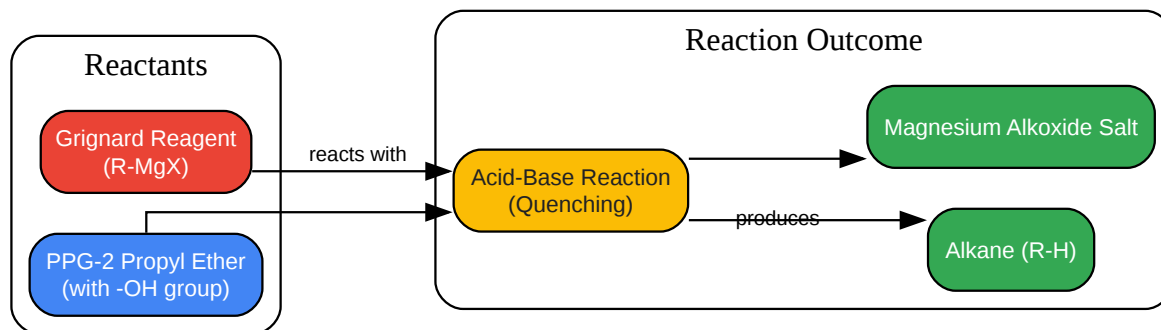 Reactants
Grignard Reagent
(R-MgX)
PPG-2 Propyl Ether
(with -OH group)
reacts with
Reaction Outcome
Acid-Base Reaction
(Quenching)
produces
Magnesium Alkoxide Salt
Alkane (R-H)